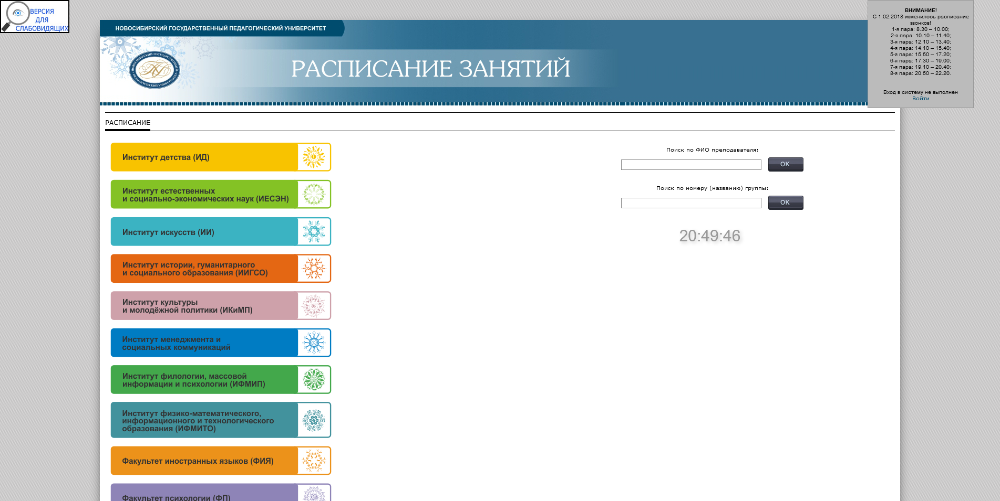 ВЕРСИЯ
ДЛЯ
СЛАБОВИДЯЩИХ
НОВОСИБИРСКИЙ ГОСУДАРСТВЕННЫЙ ПЕДАГОГИЧЕСКИЙ УНИВЕРСИТЕТ
НОВОСИБИРСКИЙ ГОСУДАРСТВЕННЫЙ
ПЕДАГОГИЧЕСКИЙ УНИВЕРСИТЕТ
РАСПИСАНИЕ ЗАНЯТИЙ
ВНИМАНИЕ!
С 1.02.2018 изменилось расписание
звонков!
1-я пара: 8.30 – 10.00;
2-я пара: 10.10 – 11.40;
3-я пара: 12.10 – 13.40;
4-я пара: 14.10 – 15.40;
5-я пара: 15.50 – 17.20;
6-я пара: 17.30 – 19.00;
7-я пара: 19.10 – 20.40;
8-я пара: 20.50 – 22.20.
Вход в систему не выполнен
Войти
РАСПИСАНИЕ
Институт детства (ИД)
Институт естественных
и социально-экономических наук (ИЕСЭН)
Институт искусств (ИИ)
Институт истории, гуманитарного
и социального образования (ИИГСО)
Институт культуры
и молодёжной политики (ИКиМП)
Институт менеджмента и
социальных коммуникаций
Институт филологии, массовой
информации и психологии (ИФМИП)
Институт физико-математического,
информационного и технологического
образования (ИФМИТО)
Факультет иностранных языков (ФИЯ)
Факультет психологии (ФП)
Поиск по ФИО преподавателя:
OK
Поиск по номеру (названию) группы:
OK
20:49:46